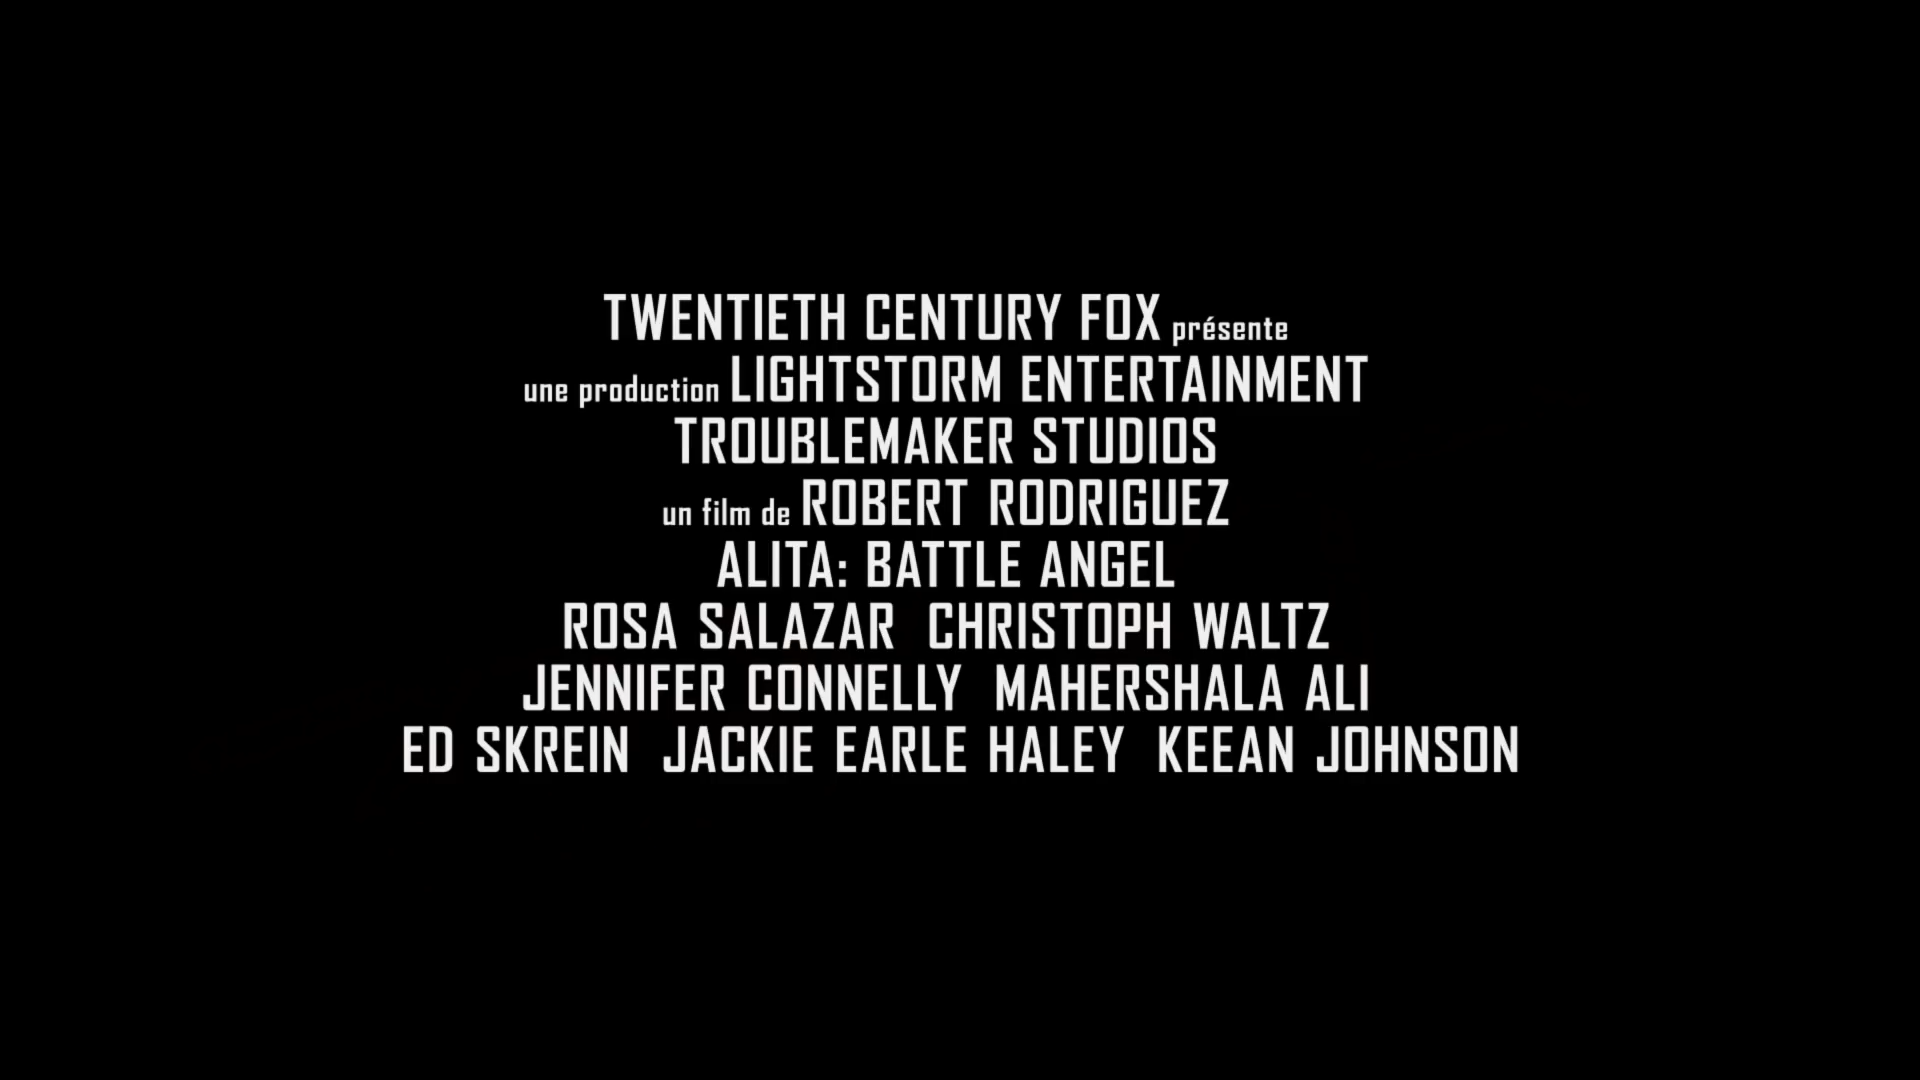 TWENTIETH CENTURY FOX présente
une production LIGHTSTORM ENTERTAINMENT
TROUBLEMAKER STUDIOS
un film de ROBERT RODRIGUEZ
ALITA: BATTLE ANGEL
ROSA SALAZAR CHRISTOPH WALTZ
JENNIFER CONNELLY MAHERSHALA ALI
ED SKREIN JACKIE EARLE HALEY KEEAN JOHNSON